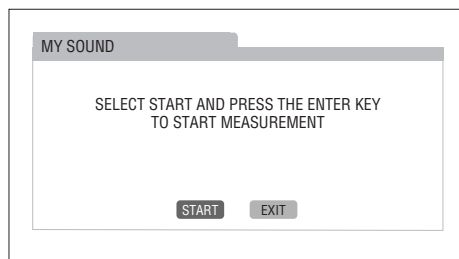 MY SOUND
SELECT START AND PRESS THE ENTER KEY
TO START MEASUREMENT
START EXIT